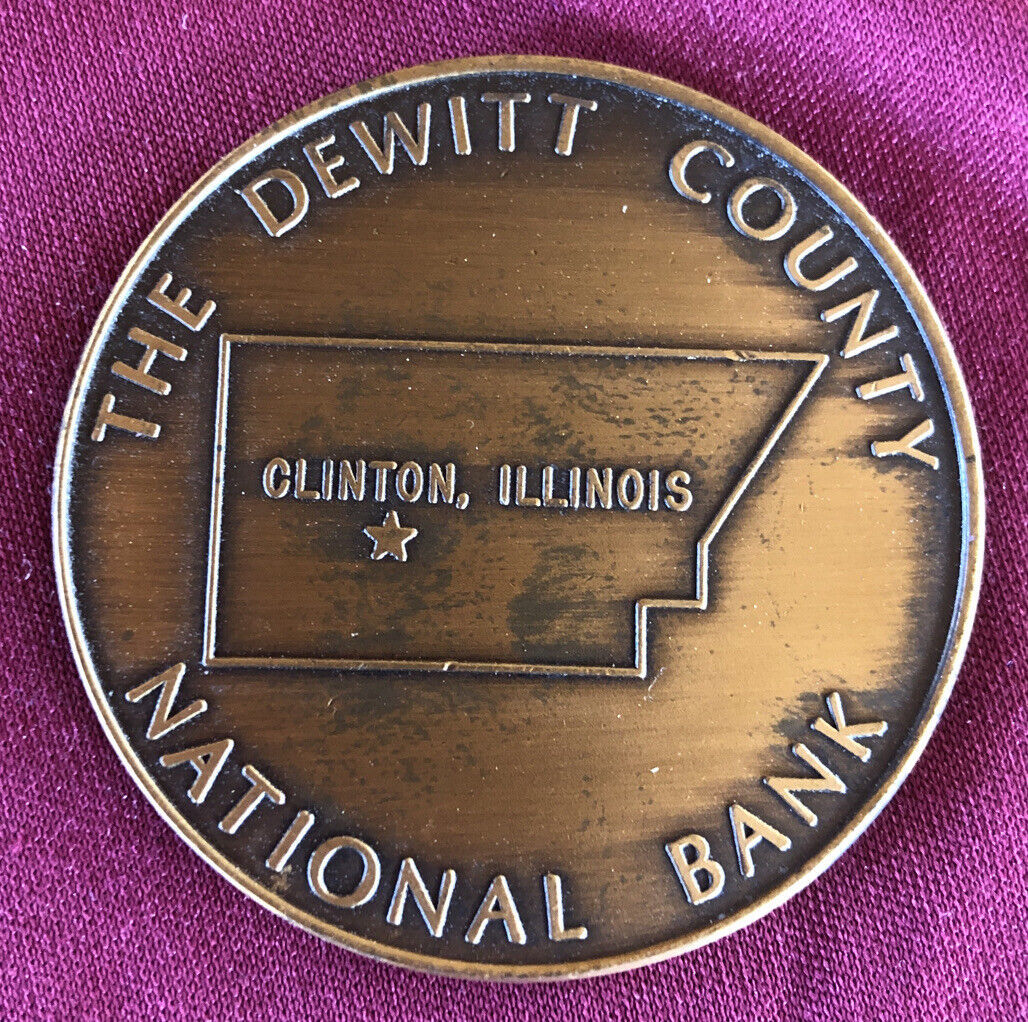 THE DEWITT COUNTY
CLINTON, ILLINOIS
NATIONAL BANK